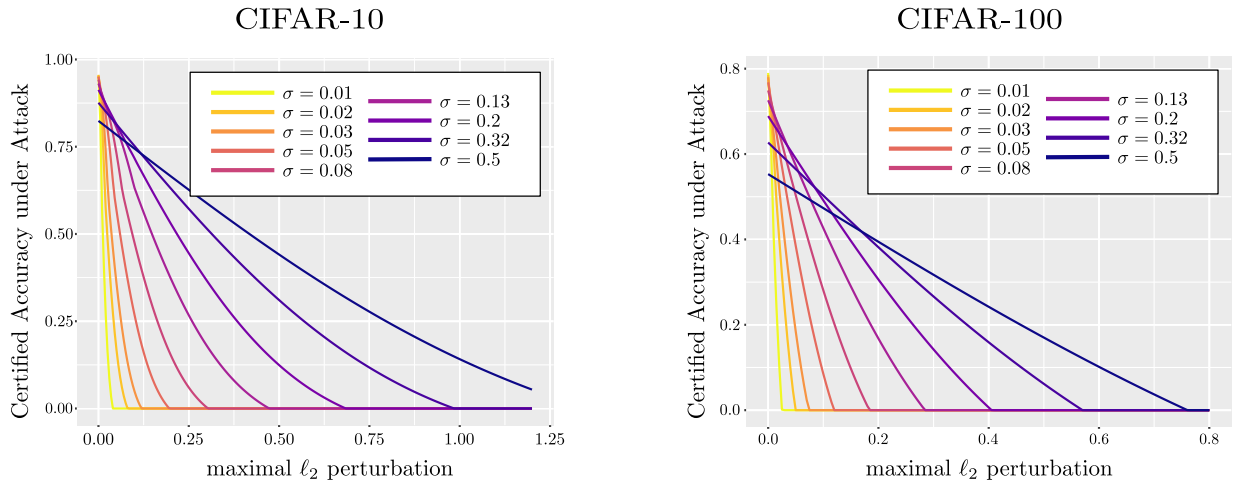 CIFAR-10
Certified Accuracy under Attack
1.00
0.75
0.50
0.25
0.00
σ = 0.01
σ = 0.02
σ = 0.03
σ = 0.05
σ = 0.08
σ = 0.13
σ = 0.2
σ = 0.32
σ = 0.5
0.00 0.25 0.50 0.75 1.00 1.25
maximal ℓ₂ perturbation
CIFAR-100
Certified Accuracy under Attack
0.8
0.6
0.4
0.2
0.0
σ = 0.01
σ = 0.02
σ = 0.03
σ = 0.05
σ = 0.08
σ = 0.13
σ = 0.2
σ = 0.32
σ = 0.5
0.0 0.2 0.4 0.6 0.8
maximal ℓ₂ perturbation